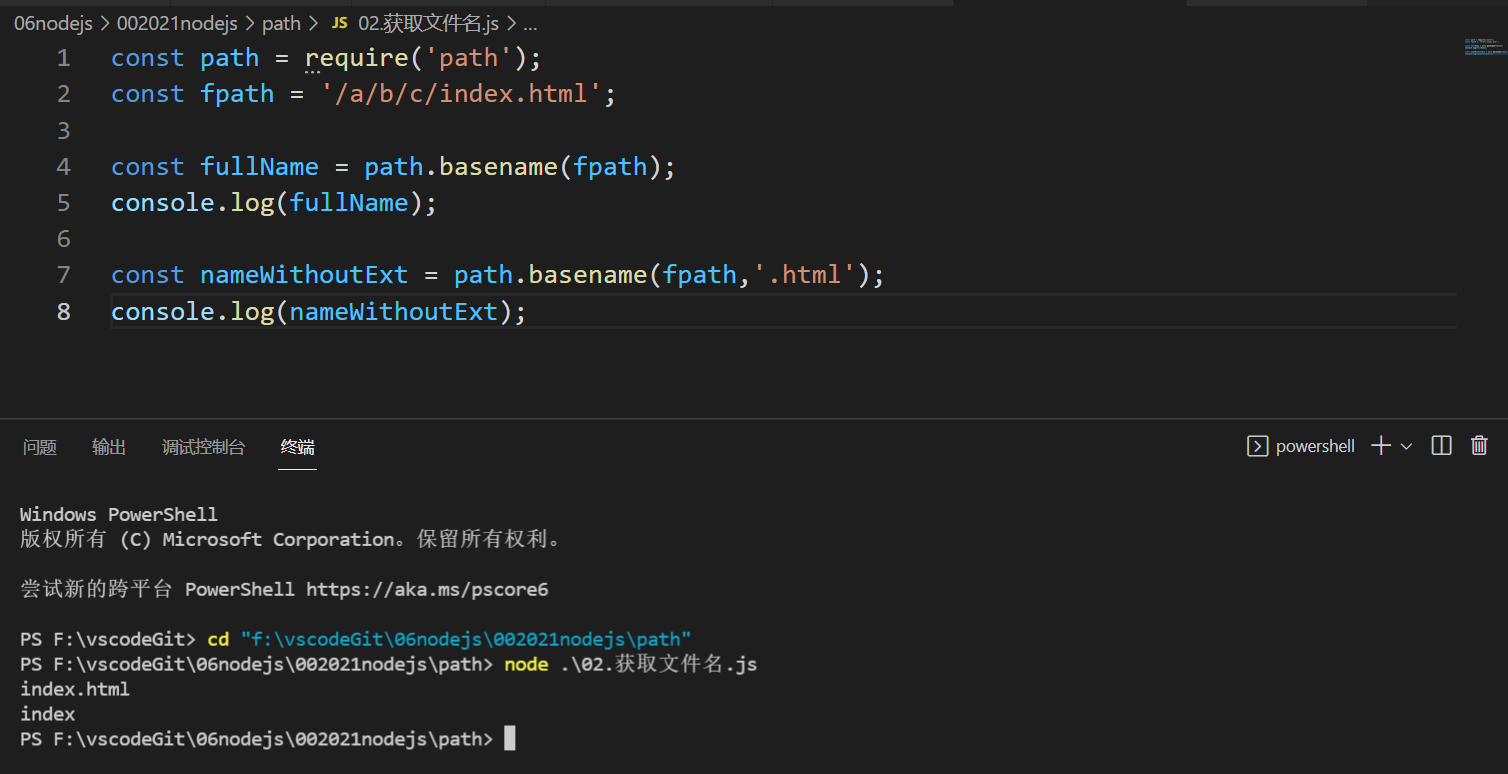 06nodejs > 002021nodejs > path > JS 02.获取文件名.js > ...
1 const path = require('path');
2 const fpath = '/a/b/c/index.html';
3
4 const fullName = path.basename(fpath);
5 console.log(fullName);
6
7 const nameWithoutExt = path.basename(fpath,'.html');
8 console.log(nameWithoutExt);
问题 输出 调试控制台 终端 powershell
Windows PowerShell
版权所有 (C) Microsoft Corporation。保留所有权利。
尝试新的跨平台 PowerShell https://aka.ms/pscore6
PS F:\vscodeGit> cd "f:\vscodeGit\06nodejs\002021nodejs\path"
PS F:\vscodeGit\06nodejs\002021nodejs\path> node .\02.获取文件名.js
index.html
index
PS F:\vscodeGit\06nodejs\002021nodejs\path>